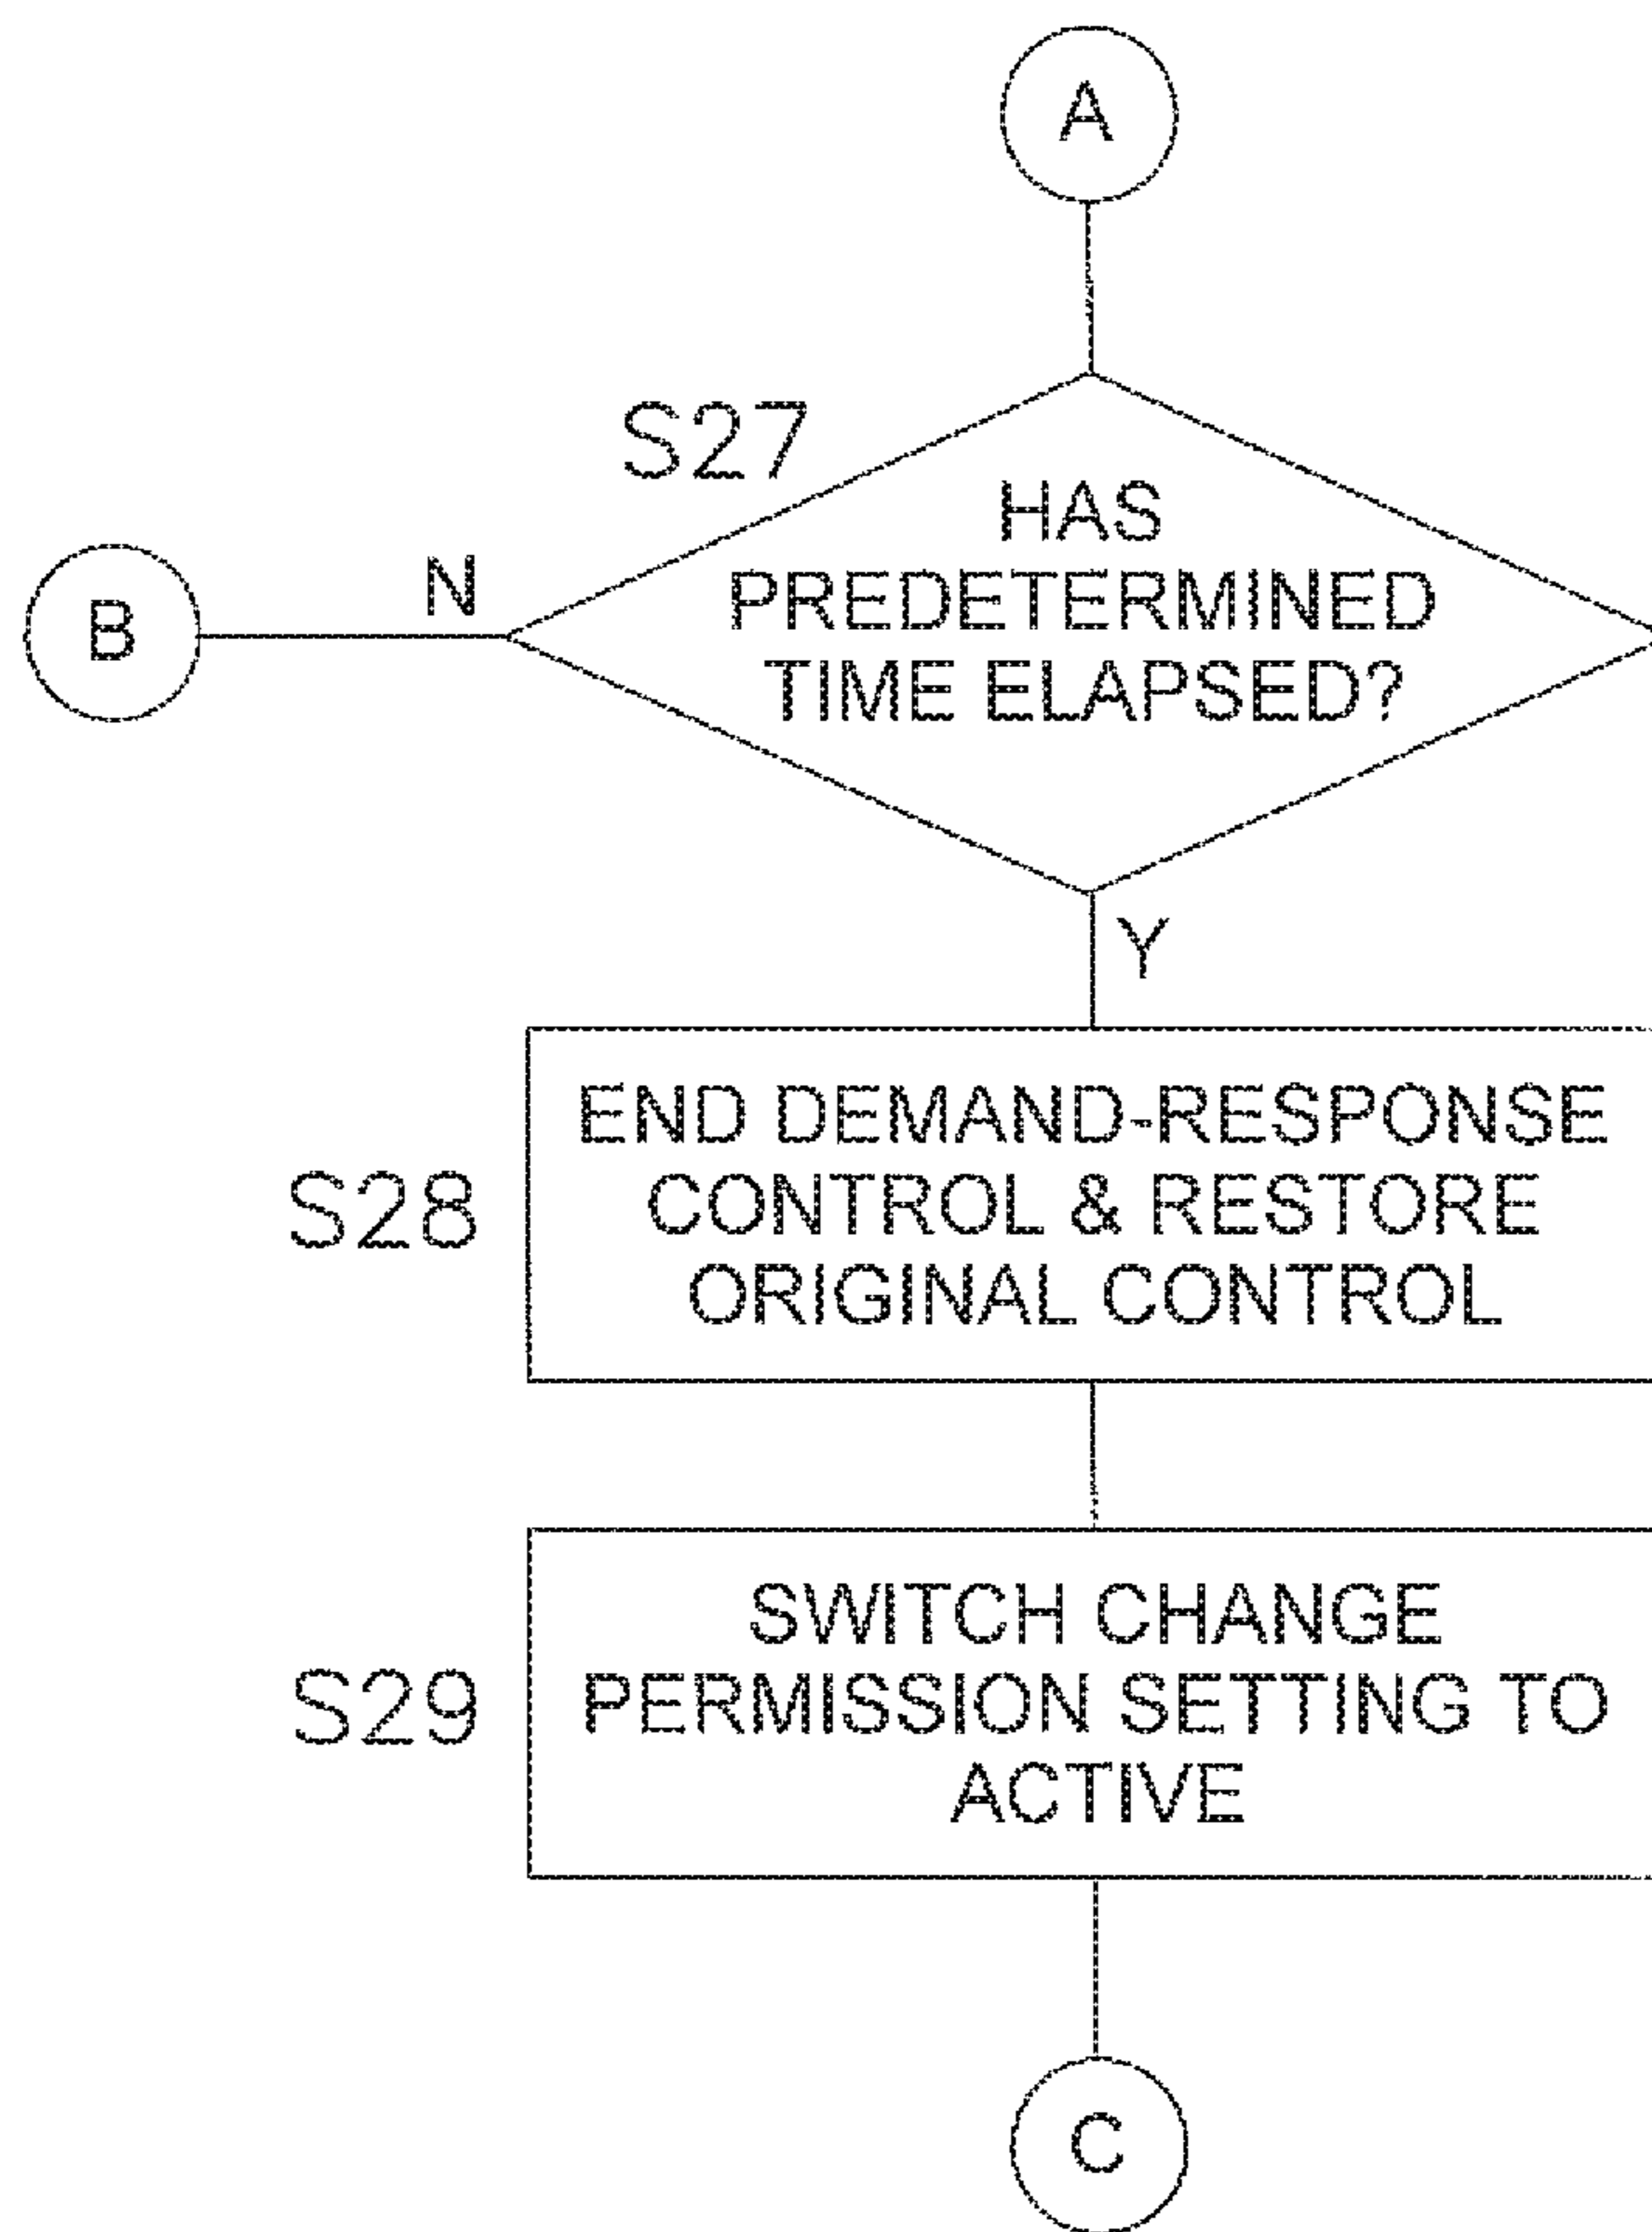 A
S27
HAS
PREDETERMINED
TIME ELAPSED?
N
B
Y
S28
END DEMAND-RESPONSE
CONTROL & RESTORE
ORIGINAL CONTROL
S29
SWITCH CHANGE
PERMISSION SETTING TO
ACTIVE
C